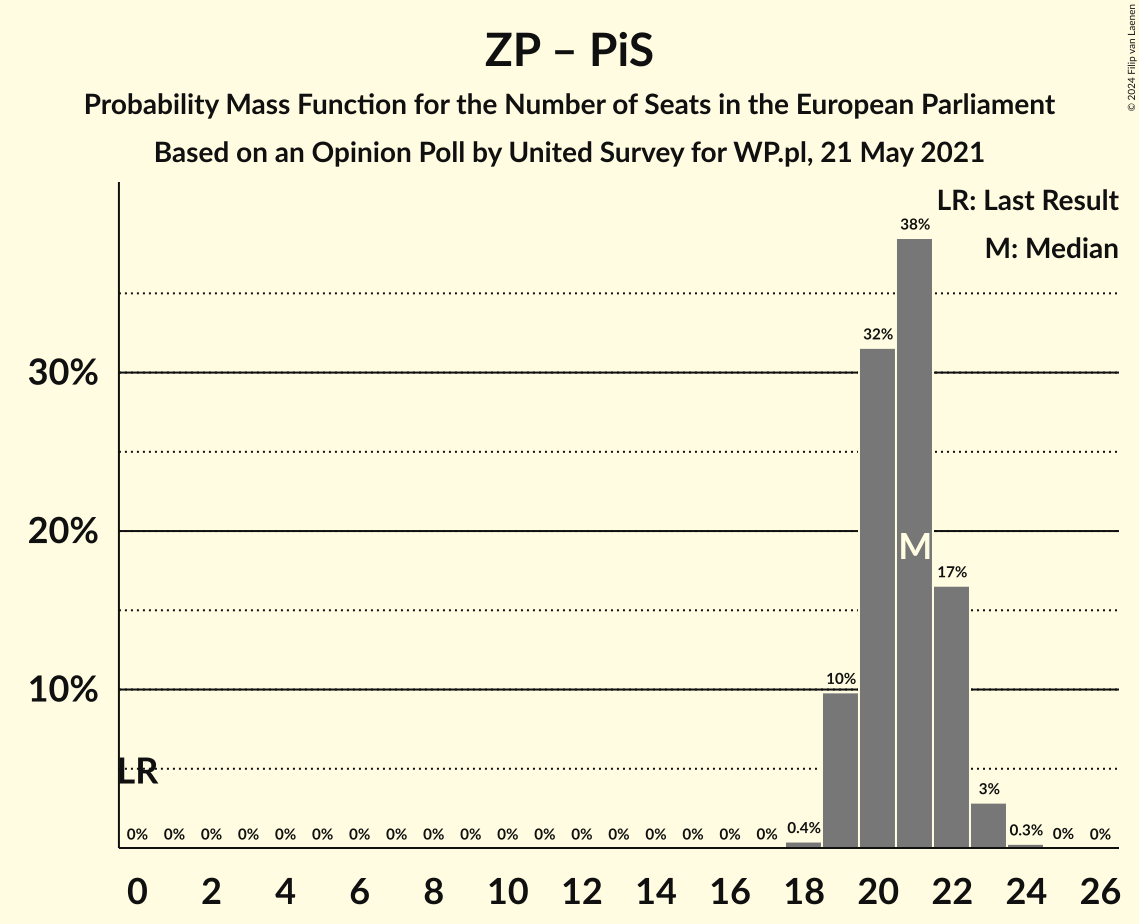 ZP – PiS
Probability Mass Function for the Number of Seats in the European Parliament
Based on an Opinion Poll by United Survey for WP.pl, 21 May 2021
© 2024 Filip van Laenen
LR: Last Result
M: Median
38%
32%
30%
20%
M
17%
10%
10%
LR
3%
0% 0% 0% 0% 0% 0% 0% 0% 0% 0% 0% 0% 0% 0% 0% 0% 0% 0% 0.4% 0.3% 0% 0%
0 2 4 6 8 10 12 14 16 18 20 22 24 26